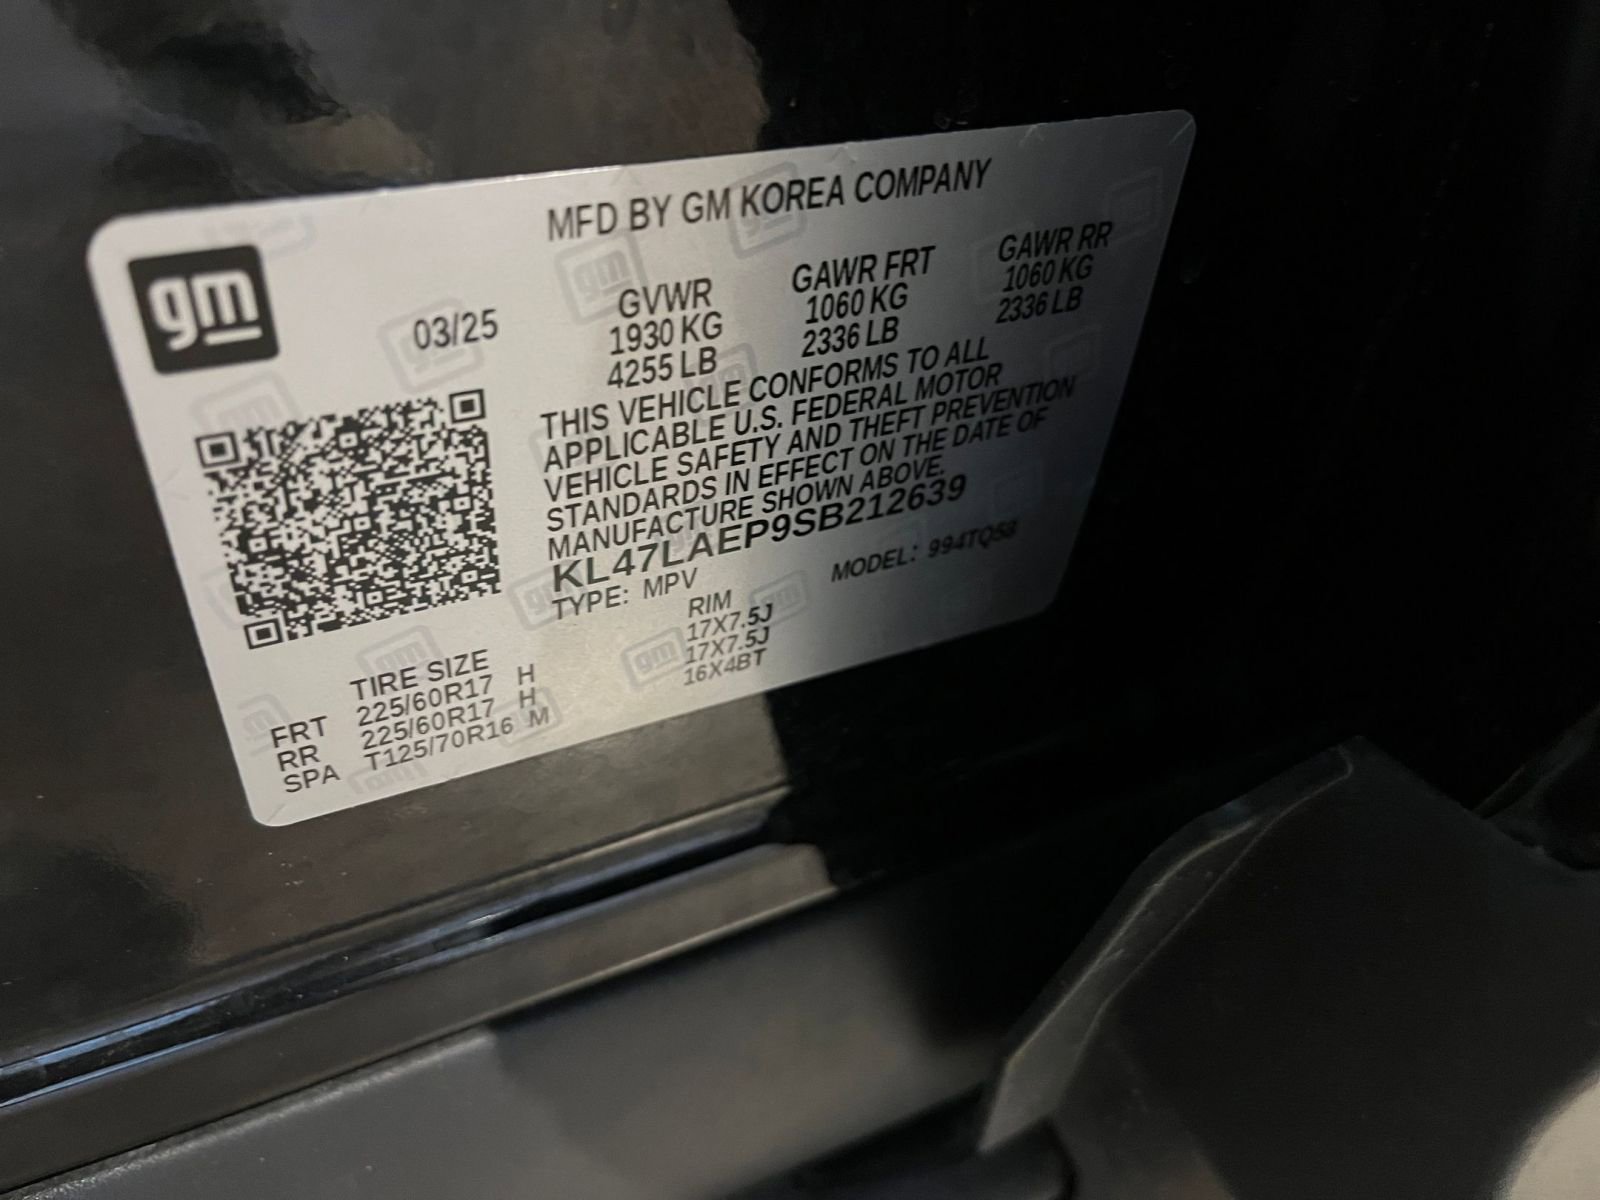 gm
MFD BY GM KOREA COMPANY
03/25
GVWR GAWR FRT GAWR RR
1930 KG 1060 KG 1060 KG
4255 LB 2336 LB 2336 LB
THIS VEHICLE CONFORMS TO ALL
APPLICABLE U.S. FEDERAL MOTOR
VEHICLE SAFETY AND THEFT PREVENTION
STANDARDS IN EFFECT ON THE DATE OF
MANUFACTURE SHOWN ABOVE.
KL47LAEP9SB212639
TYPE: MPV MODEL: 994TQ58
TIRE SIZE RIM
FRT 225/60R17 H 17X7.5J
RR 225/60R17 H 17X7.5J
SPA T125/70R16 M 16X4BT